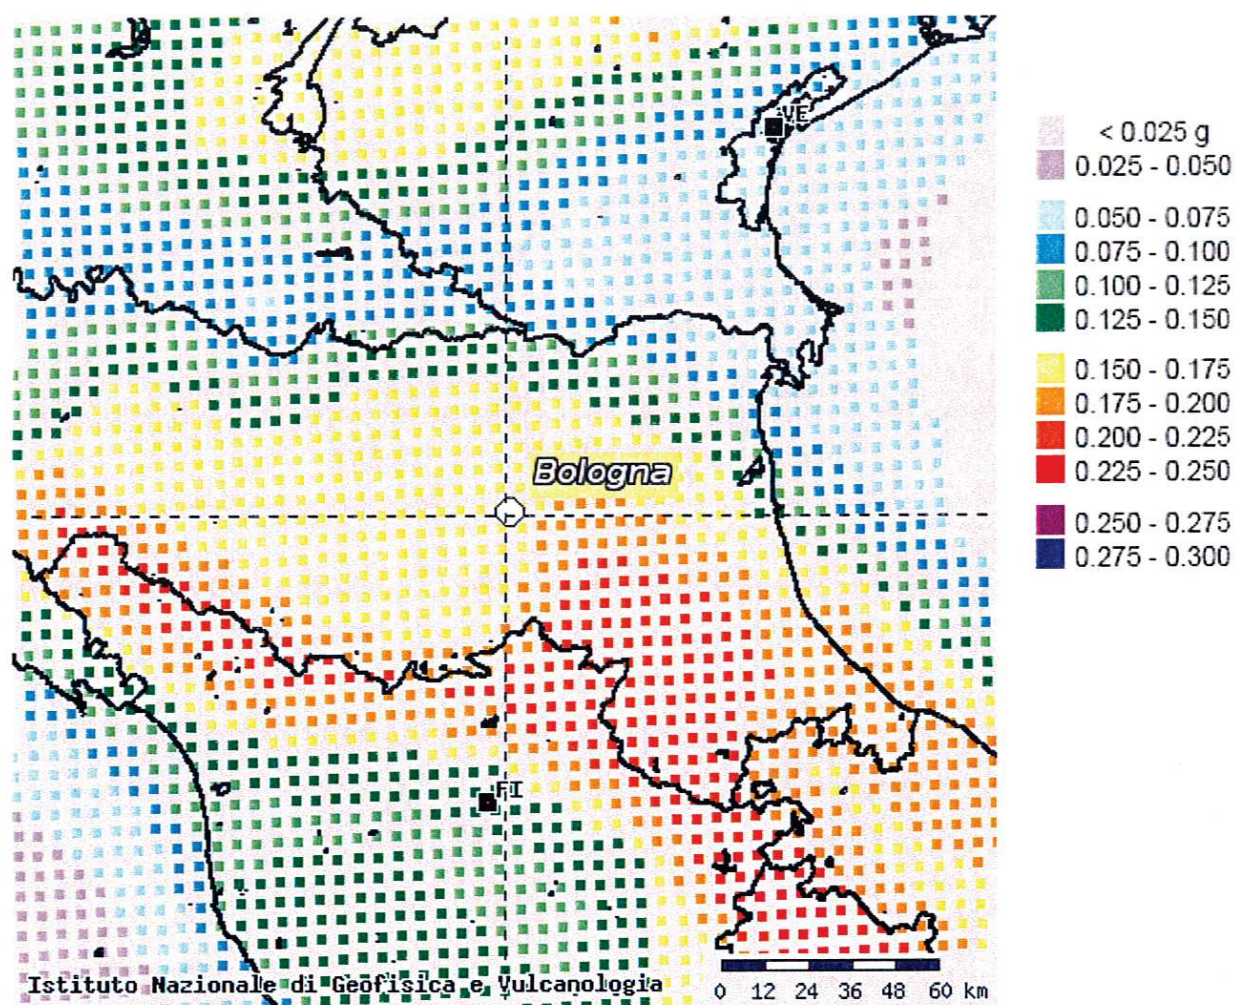 VE
Bologna
FI
Istituto Nazionale di Geofisica e Vulcanologia
0 12 24 36 48 60 km
< 0.025 g
0.025 - 0.050
0.050 - 0.075
0.075 - 0.100
0.100 - 0.125
0.125 - 0.150
0.150 - 0.175
0.175 - 0.200
0.200 - 0.225
0.225 - 0.250
0.250 - 0.275
0.275 - 0.300